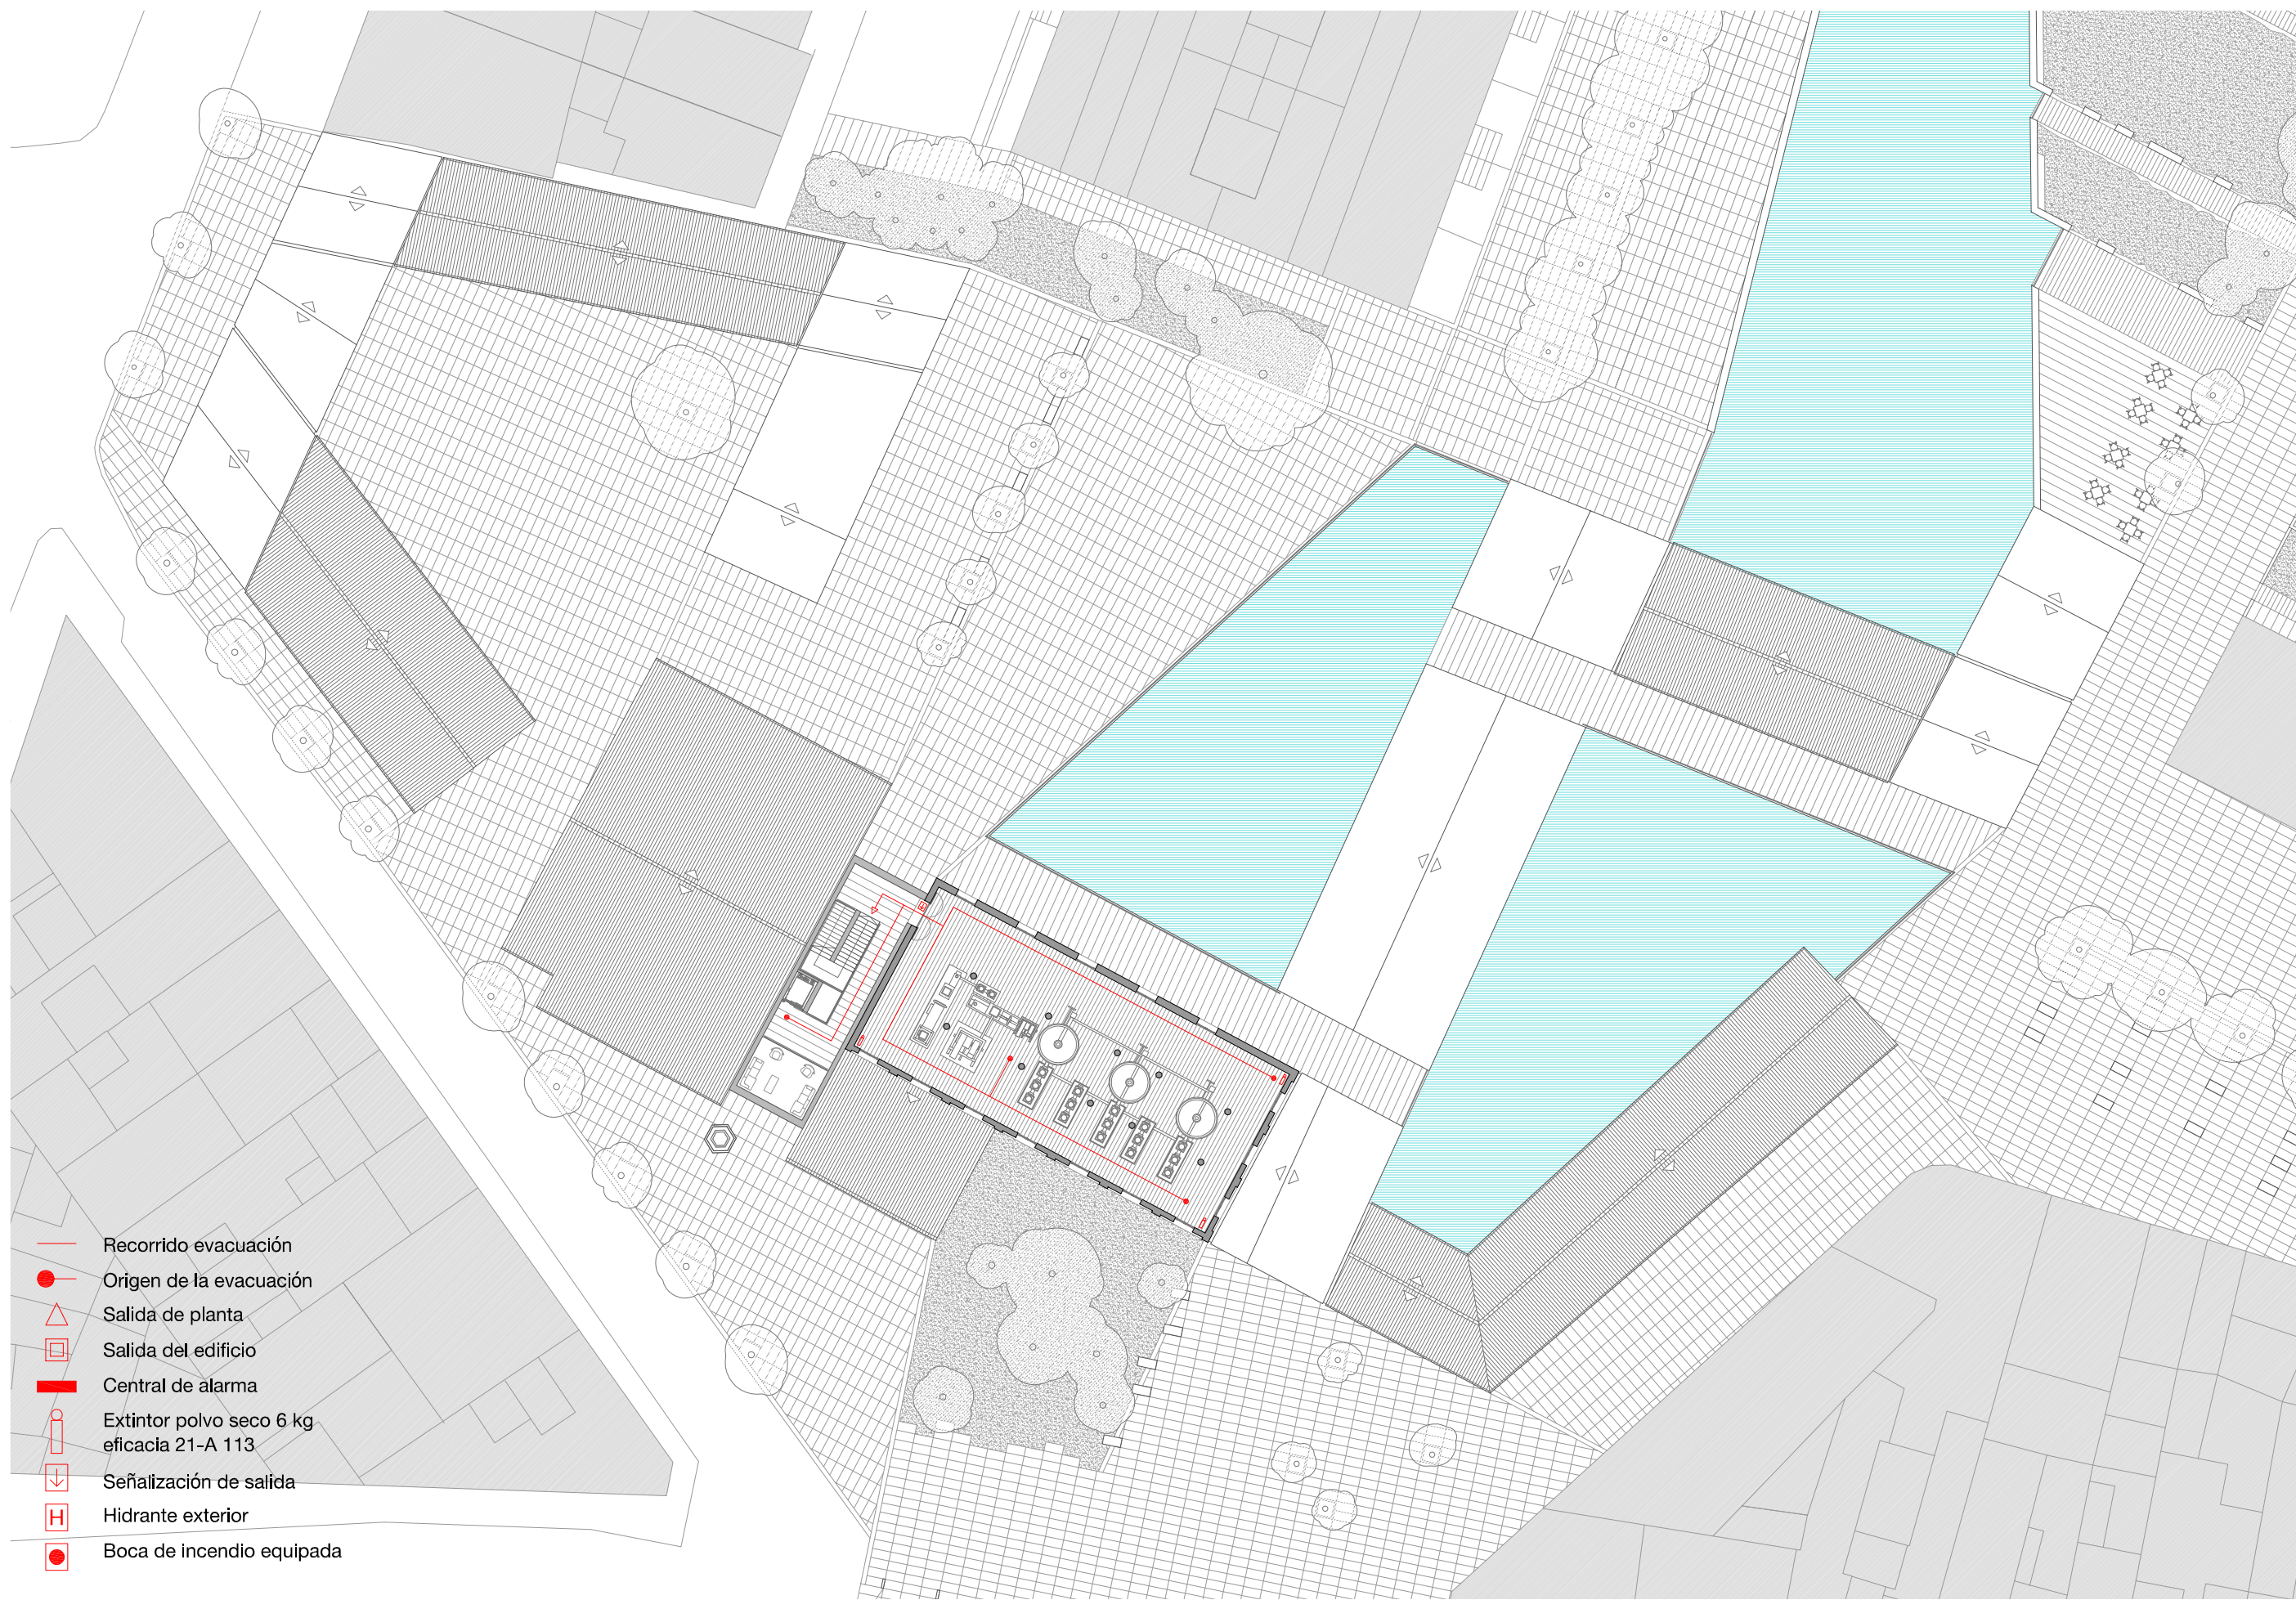 Recorrido evacuación
Origen de la evacuación
Salida de planta
Salida del edificio
Central de alarma
Extintor polvo seco 6 kg
eficacia 21-A 113
Señalización de salida
H Hidrante exterior
Boca de incendio equipada